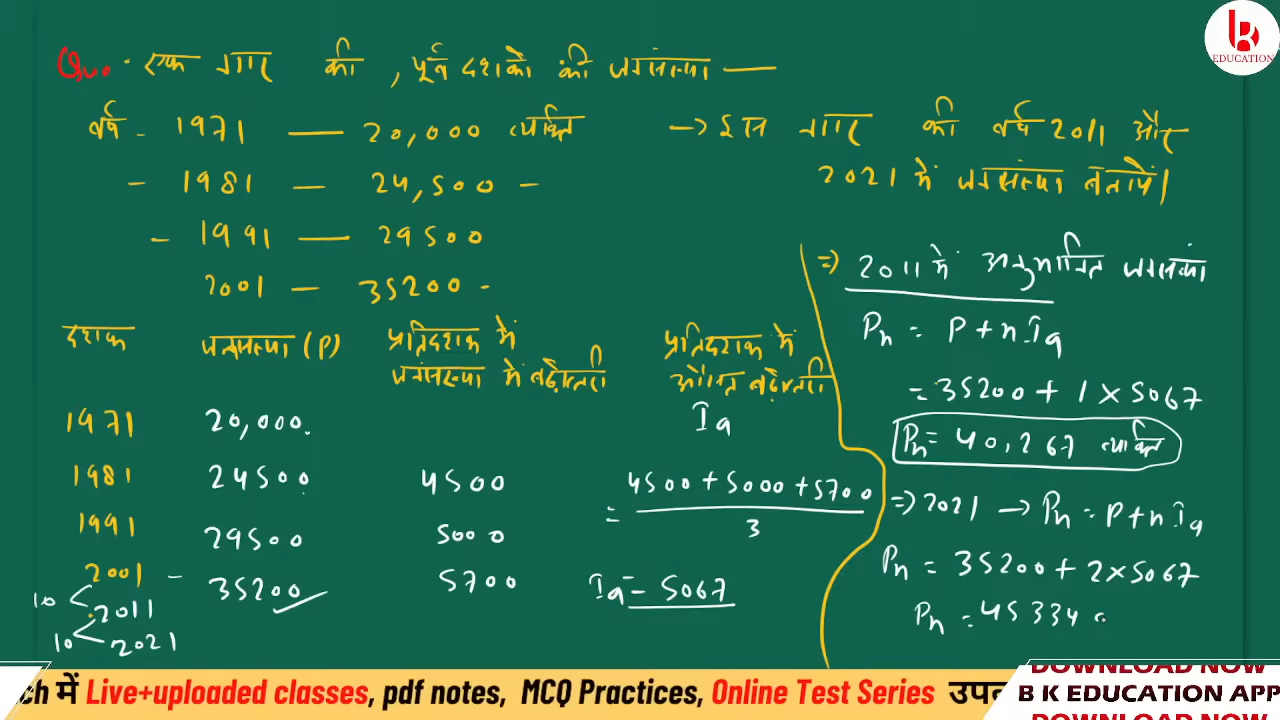 Que. एक नगर की, पूर्व दशकों की जनसंख्या —
वर्ष - 1971 — 20,000 व्यक्ति
- 1981 — 24,500 -
- 1991 — 29500
2001 — 35200 -
→ इस नगर की वर्ष 2011 और
2021 में जनसंख्या बतायें।
दशक
जनसंख्या (P)
प्रतिदशक में
जनसंख्या में बढ़ोत्तरी
प्रतिदशक में
औसत बढ़ोत्तरी
Ia
1971 20,000.
1981 24500 4500
1991 29500 5000
2001 - 35200 5700
10 < 2011
10 < 2021
= 4500 + 5000 + 5700
3
Ia = 5067
⇒ 2011 में अनुमानित जनसंख्या
Pn = P + n Ia
= 35200 + 1 × 5067
Pn = 40,267 व्यक्ति
⇒ 2021 → Pn = P + n Ia
Pn = 35200 + 2 × 5067
Pn = 45334
B K
EDUCATION
ch में Live+uploaded classes, pdf notes, MCQ Practices, Online Test Series उपत
DOWNLOAD NOW
B K EDUCATION APP
DOWNLOAD NOW